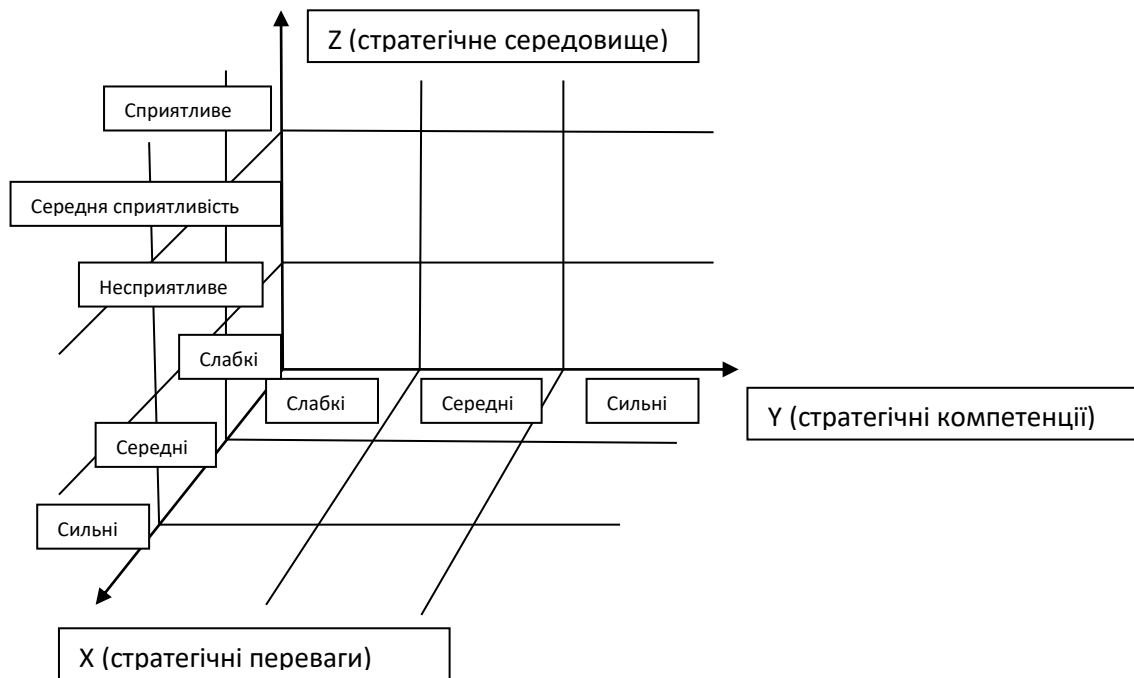 Z (стратегічне середовище)
Сприятливе
Середня сприятливість
Несприятливе
Слабкі
Слабкі
Середні
Сильні
Y (стратегічні компетенції)
Середні
Сильні
X (стратегічні переваги)